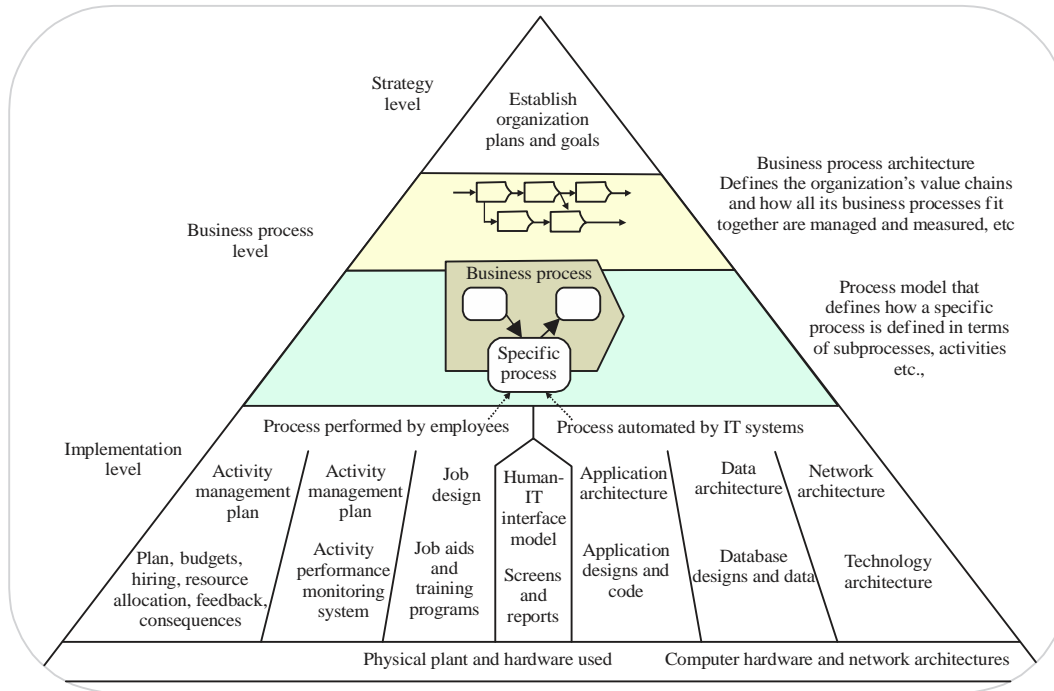 Strategy
level
Establish
organization
plans and goals
Business process architecture
Defines the organization's value chains
and how all its business processes fit
together are managed and measured, etc
Business process
level
Business process
Specific
process
Process model that
defines how a specific
process is defined in terms
of subprocesses, activities
etc.,
Implementation
level
Process performed by employees
Process automated by IT systems
Activity
management
plan
Plan, budgets,
hiring, resource
allocation, feedback,
consequences
Activity
management
plan
Activity
performance
monitoring
system
Job
design
Job aids
and
training
programs
Human-
IT
interface
model
Screens
and
reports
Application
architecture
Application
designs and
code
Data
architecture
Database
designs and data
Network
architecture
Technology
architecture
Physical plant and hardware used
Computer hardware and network architectures